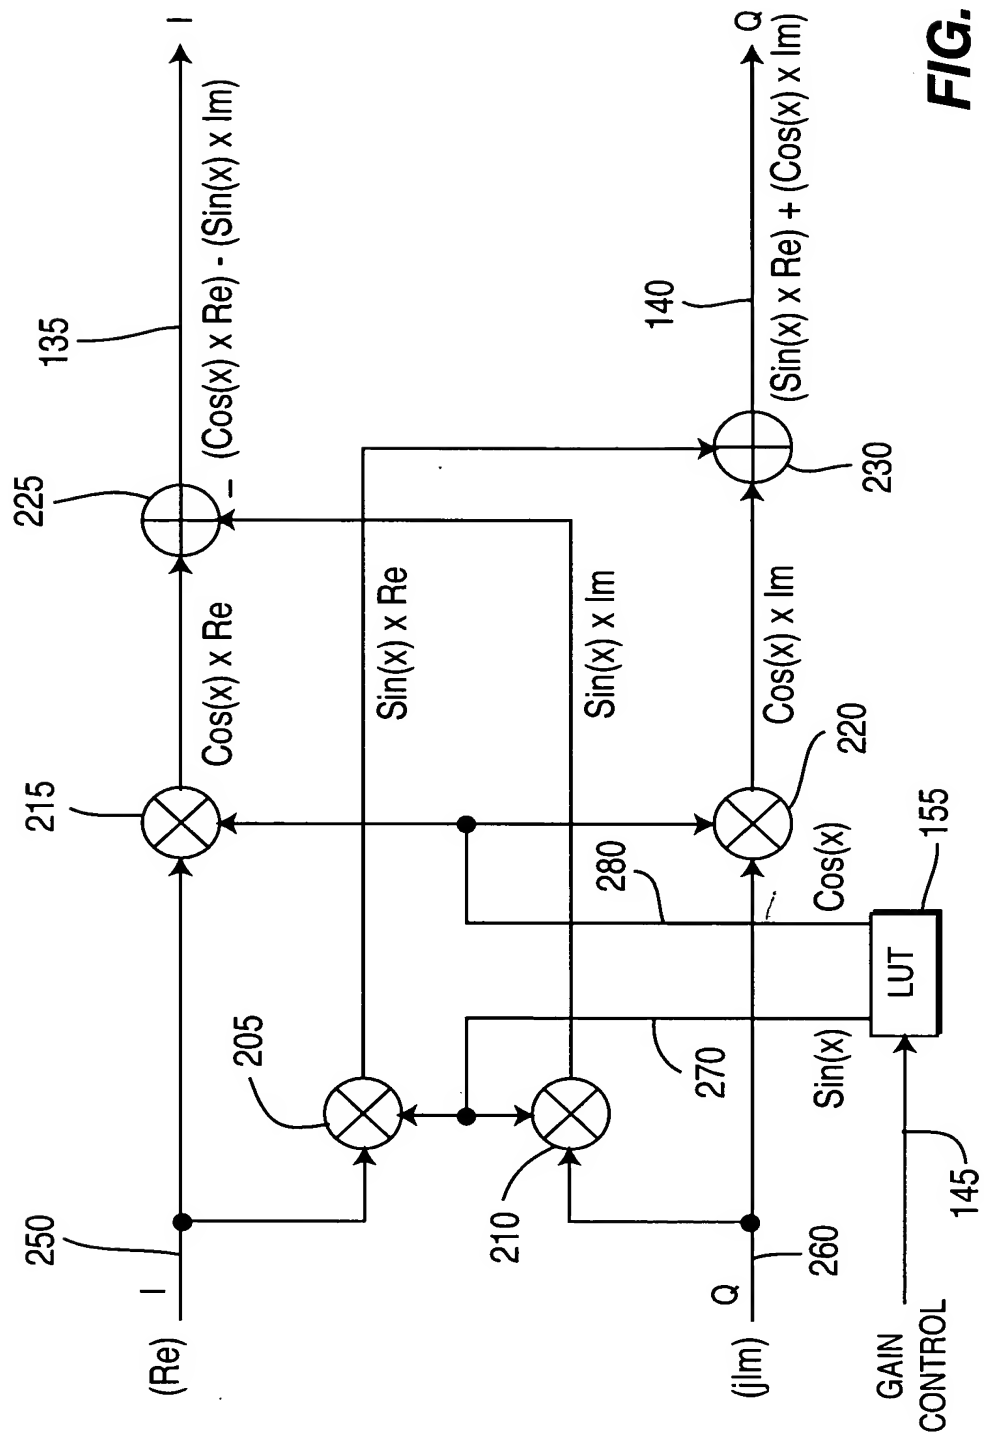 (Re)
I
250
205
215
Cos(x) x Re
225
–
135
(Cos(x) x Re) - (Sin(x) x Im)
I
Sin(x) x Re
210
Sin(x) x Im
(jIm)
Q
260
270
280
220
Cos(x) x Im
230
140
(Sin(x) x Re) + (Cos(x) x Im)
Q
Sin(x)
Cos(x)
LUT
155
GAIN
CONTROL
145
FIG.